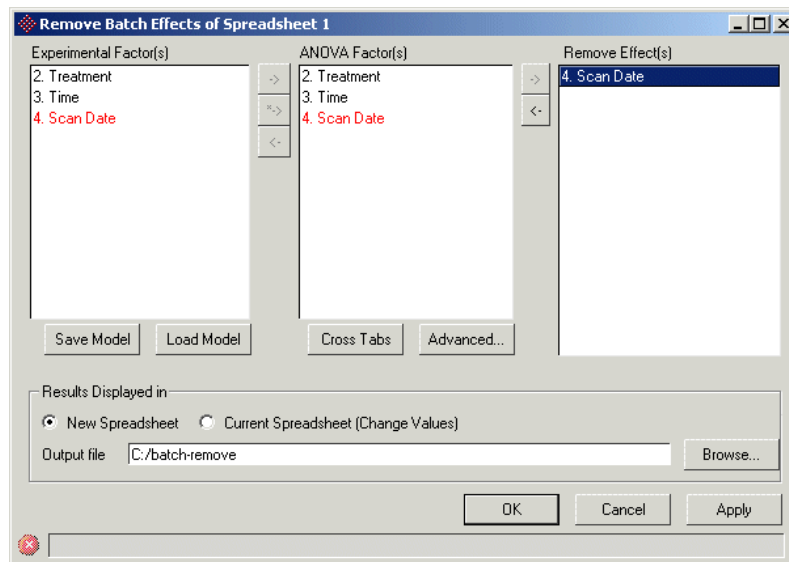 Remove Batch Effects of Spreadsheet 1
Experimental Factor(s)
2. Treatment
3. Time
4. Scan Date
->
*->
<-
ANOVA Factor(s)
2. Treatment
3. Time
4. Scan Date
->
<-
Remove Effect(s)
4. Scan Date
Save Model
Load Model
Cross Tabs
Advanced...
Results Displayed in
New Spreadsheet
Current Spreadsheet (Change Values)
Output file
C:/batch-remove
Browse...
OK
Cancel
Apply